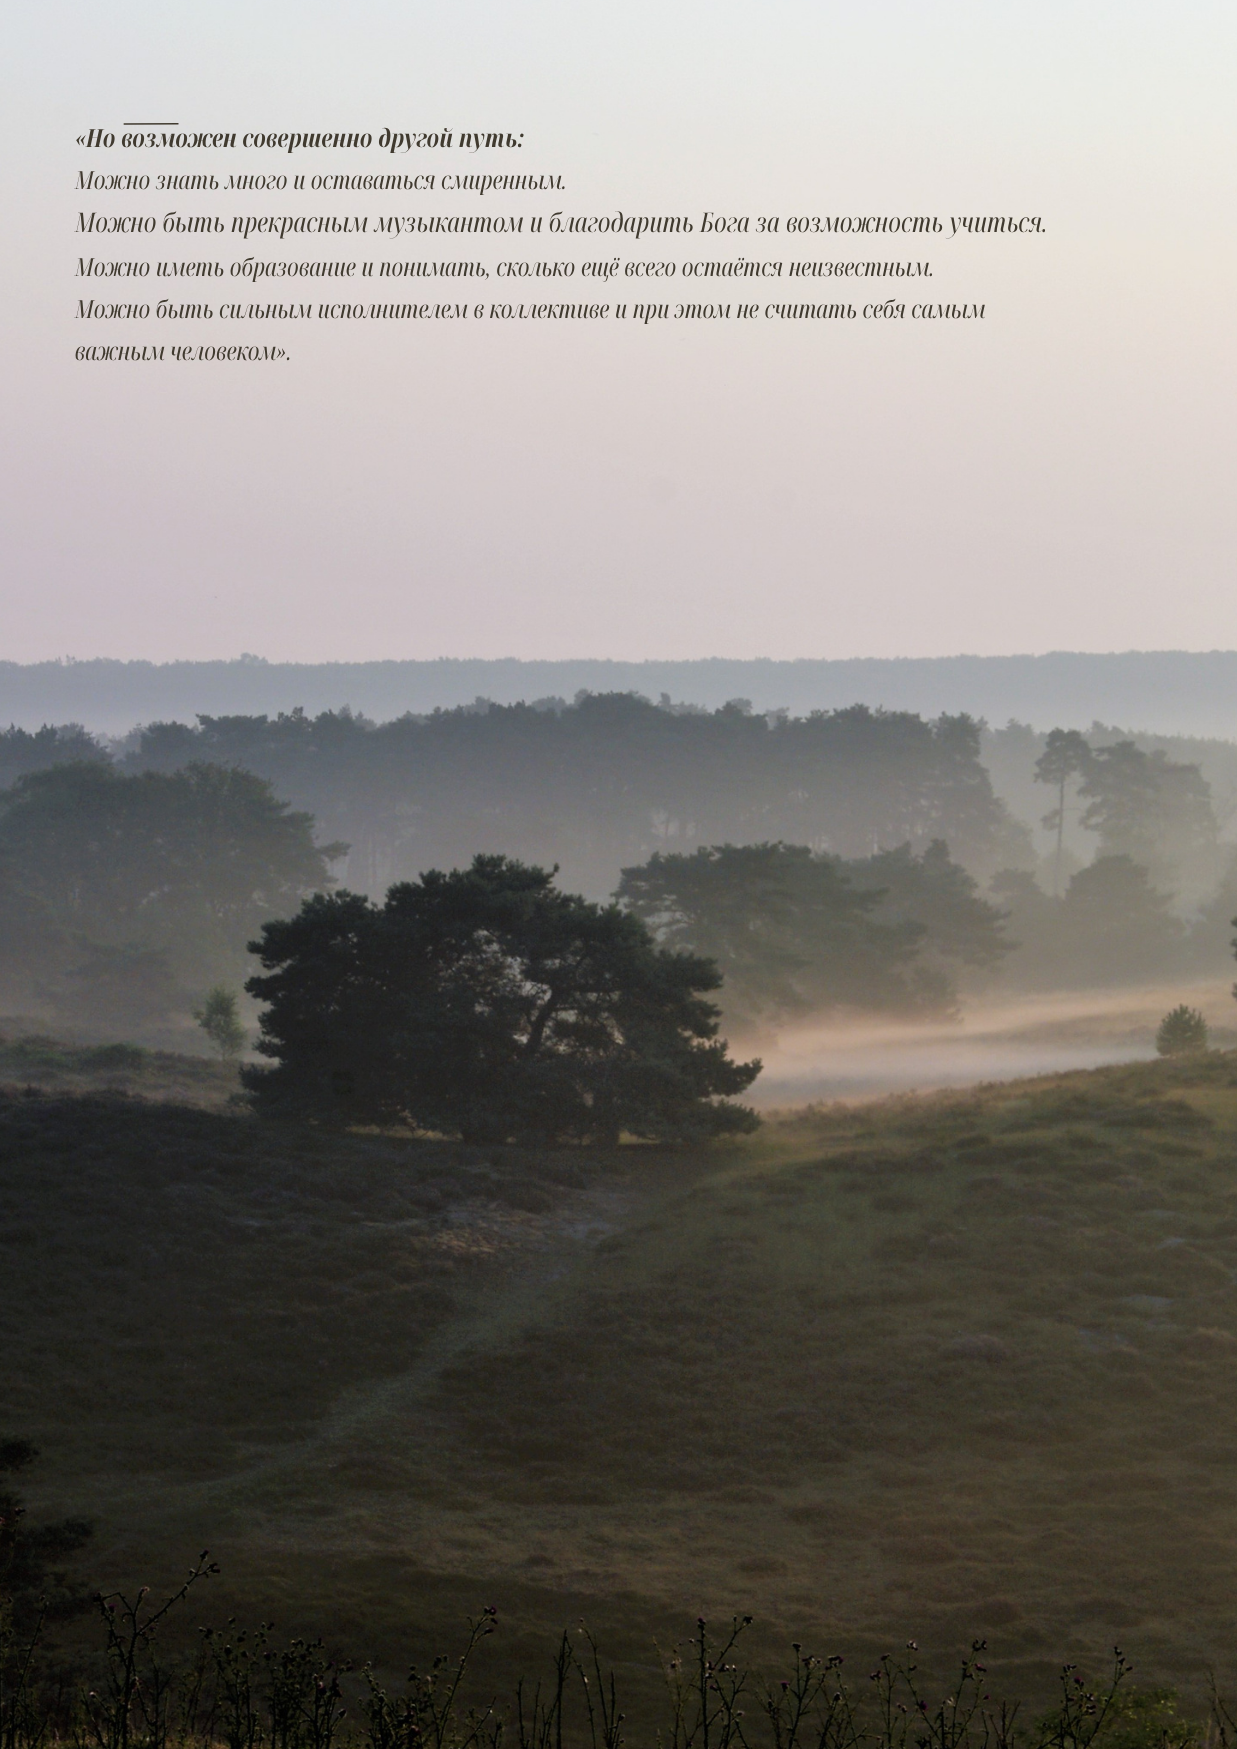 «Но возможен совершенно другой путь:
Можно знать много и оставаться смиренным.
Можно быть прекрасным музыкантом и благодарить Бога за возможность учиться.
Можно иметь образование и понимать, сколько ещё всего остаётся неизвестным.
Можно быть сильным исполнителем в коллективе и при этом не считать себя самым
важным человеком».